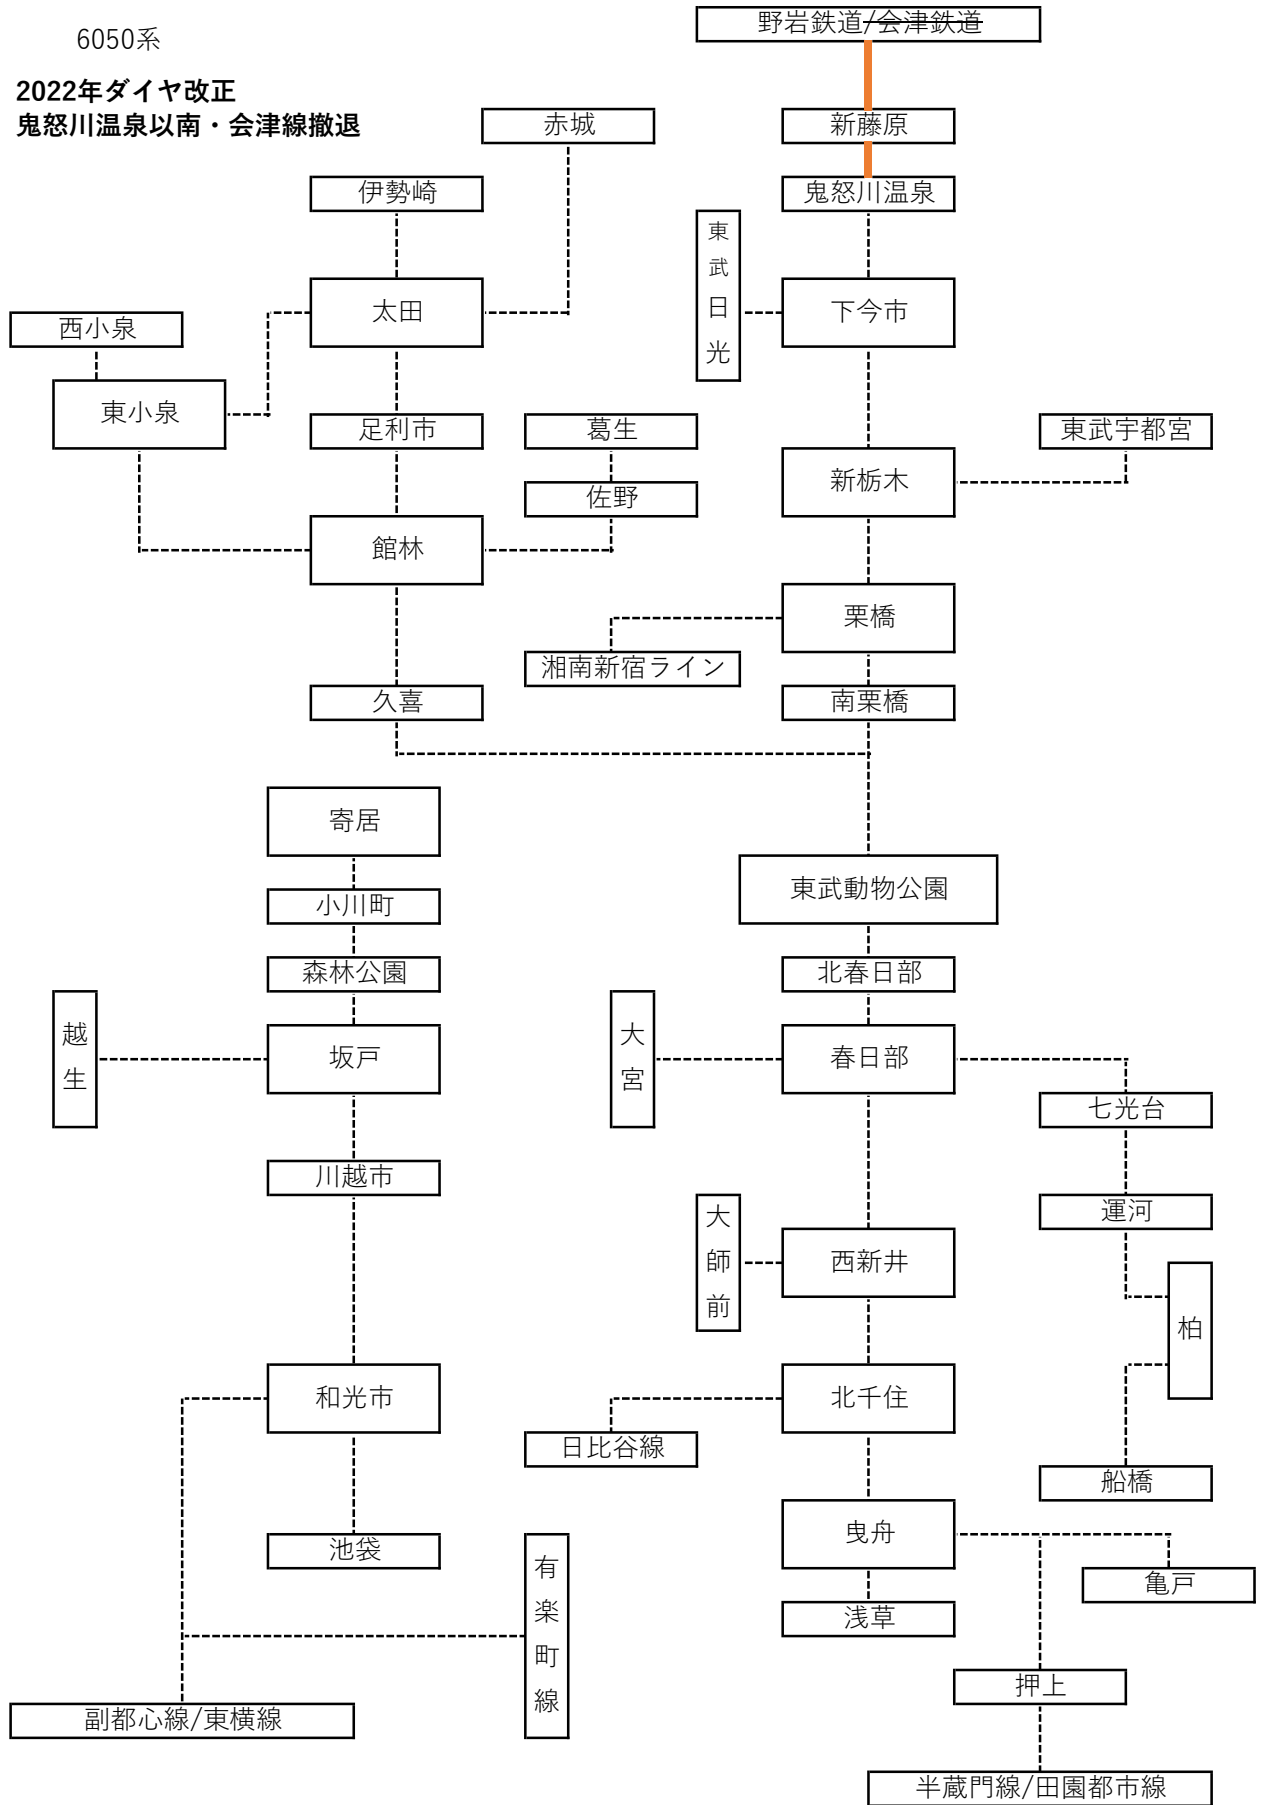 6050系
2022年ダイヤ改正
鬼怒川温泉以南・会津線撤退
野岩鉄道/会津鉄道
赤城
新藤原
伊勢崎
鬼怒川温泉
東武日光
太田
下今市
西小泉
東小泉
足利市
葛生
東武宇都宮
新栃木
佐野
館林
栗橋
湘南新宿ライン
久喜
南栗橋
寄居
東武動物公園
小川町
森林公園
北春日部
越生
坂戸
大宮
春日部
七光台
川越市
運河
大師前
西新井
柏
和光市
北千住
日比谷線
船橋
曳舟
池袋
有楽町線
亀戸
浅草
押上
副都心線/東横線
半蔵門線/田園都市線